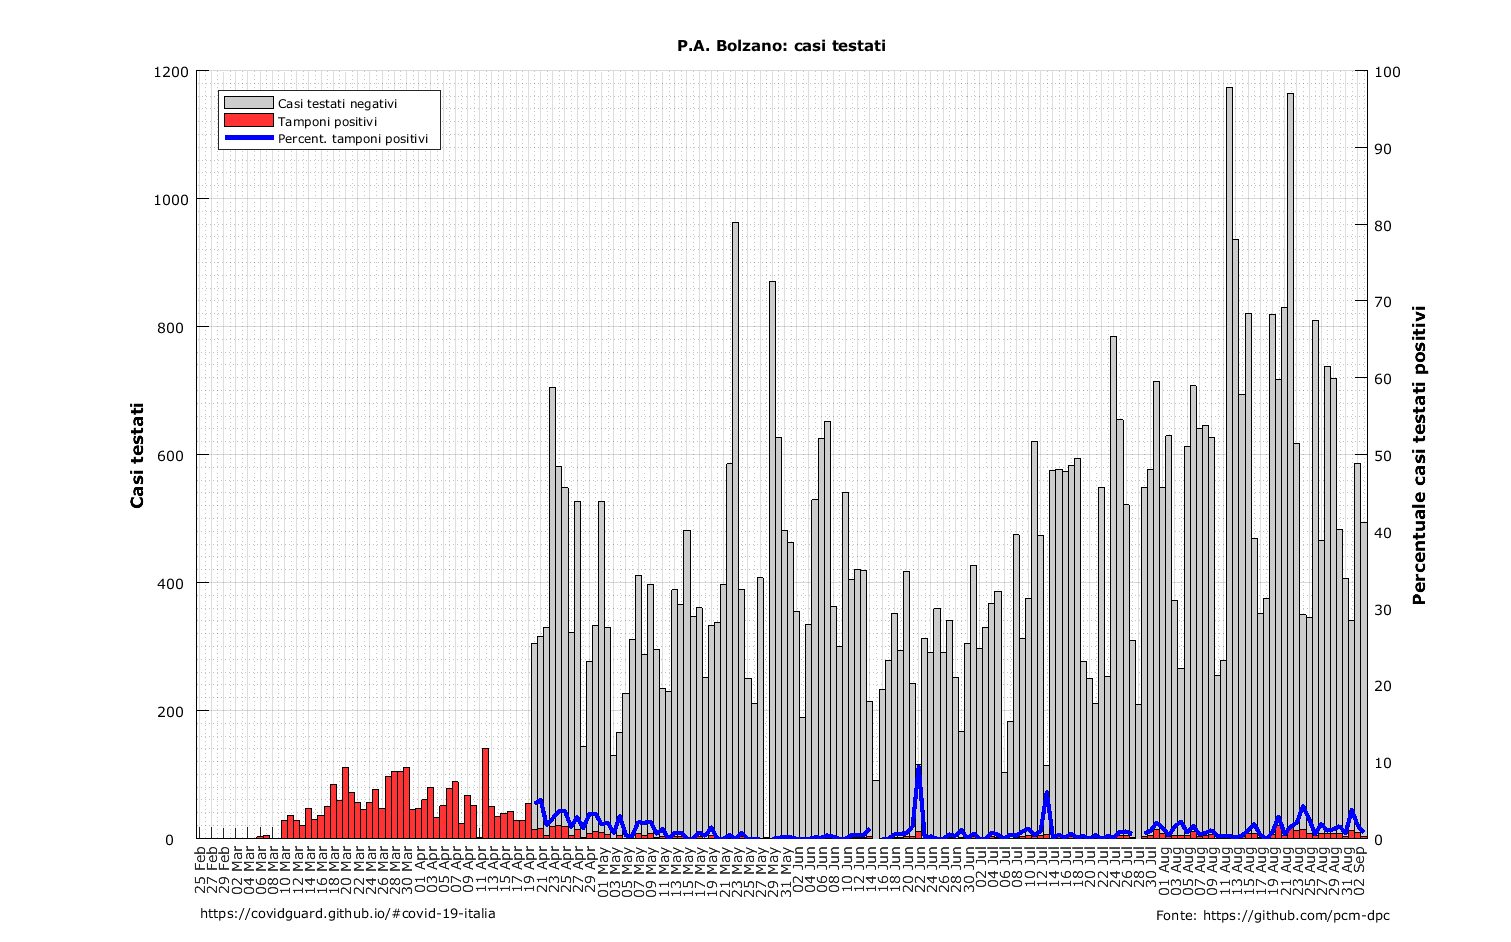 P.A. Bolzano: casi testati
Casi testati negativi
Tamponi positivi
Percent. tamponi positivi
1200
1000
800
600
400
200
0
Casi testati
100
90
80
70
60
50
40
30
20
10
0
Percentuale casi testati positivi
25 Feb
27 Feb
29 Feb
02 Mar
04 Mar
06 Mar
08 Mar
10 Mar
12 Mar
14 Mar
16 Mar
18 Mar
20 Mar
22 Mar
24 Mar
26 Mar
28 Mar
30 Mar
01 Apr
03 Apr
05 Apr
07 Apr
09 Apr
11 Apr
13 Apr
15 Apr
17 Apr
19 Apr
21 Apr
23 Apr
25 Apr
27 Apr
29 Apr
01 May
03 May
05 May
07 May
09 May
11 May
13 May
15 May
17 May
19 May
21 May
23 May
25 May
27 May
29 May
31 May
02 Jun
04 Jun
06 Jun
08 Jun
10 Jun
12 Jun
14 Jun
16 Jun
18 Jun
20 Jun
22 Jun
24 Jun
26 Jun
28 Jun
30 Jun
02 Jul
04 Jul
06 Jul
08 Jul
10 Jul
12 Jul
14 Jul
16 Jul
18 Jul
20 Jul
22 Jul
24 Jul
26 Jul
28 Jul
30 Jul
01 Aug
03 Aug
05 Aug
07 Aug
09 Aug
11 Aug
13 Aug
15 Aug
17 Aug
19 Aug
21 Aug
23 Aug
25 Aug
27 Aug
29 Aug
31 Aug
02 Sep
https://covidguard.github.io/#covid-19-italia
Fonte: https://github.com/pcm-dpc